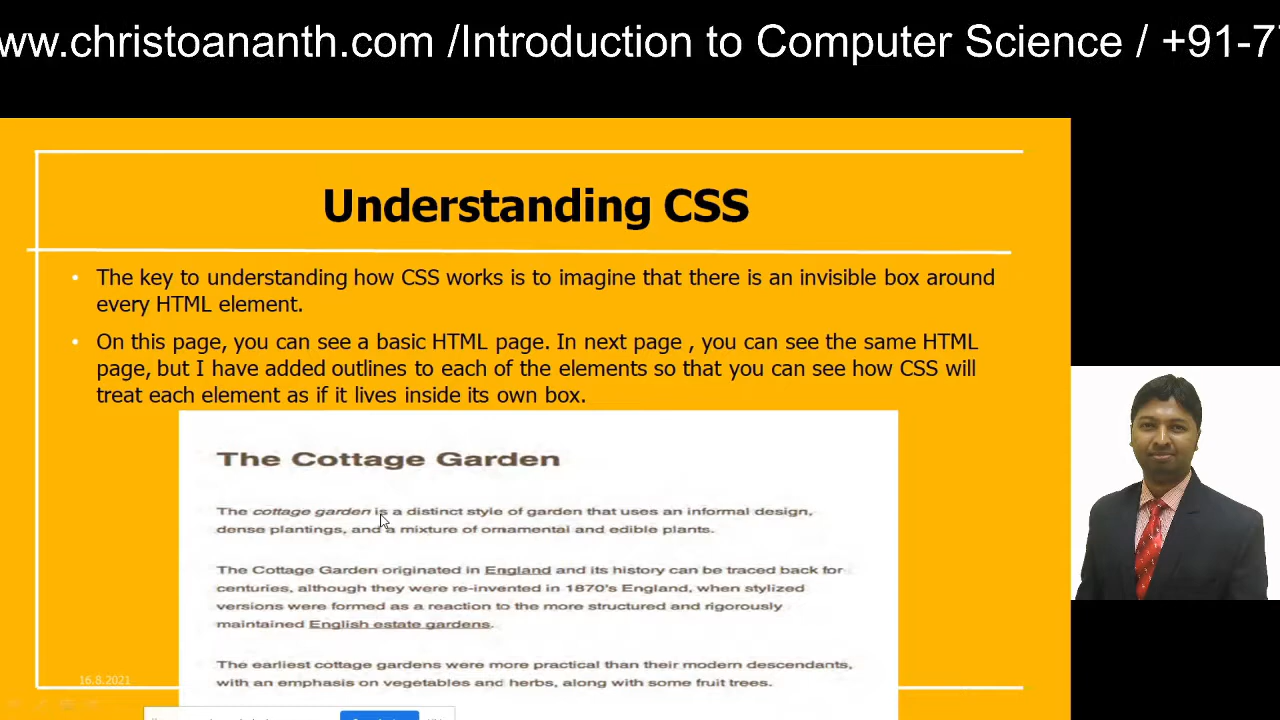 ww.christoananth.com /Introduction to Computer Science / +91-7
Understanding CSS
• The key to understanding how CSS works is to imagine that there is an invisible box around
every HTML element.
• On this page, you can see a basic HTML page. In next page , you can see the same HTML
page, but I have added outlines to each of the elements so that you can see how CSS will
treat each element as if it lives inside its own box.
The Cottage Garden
The cottage garden is a distinct style of garden that uses an informal design,
dense plantings, and a mixture of ornamental and edible plants.
The Cottage Garden originated in England and its history can be traced back for
centuries, although they were re-invented in 1870's England, when stylized
versions were formed as a reaction to the more structured and rigorously
maintained English estate gardens.
The earliest cottage gardens were more practical than their modern descendants,
with an emphasis on vegetables and herbs, along with some fruit trees.
16.8.2021